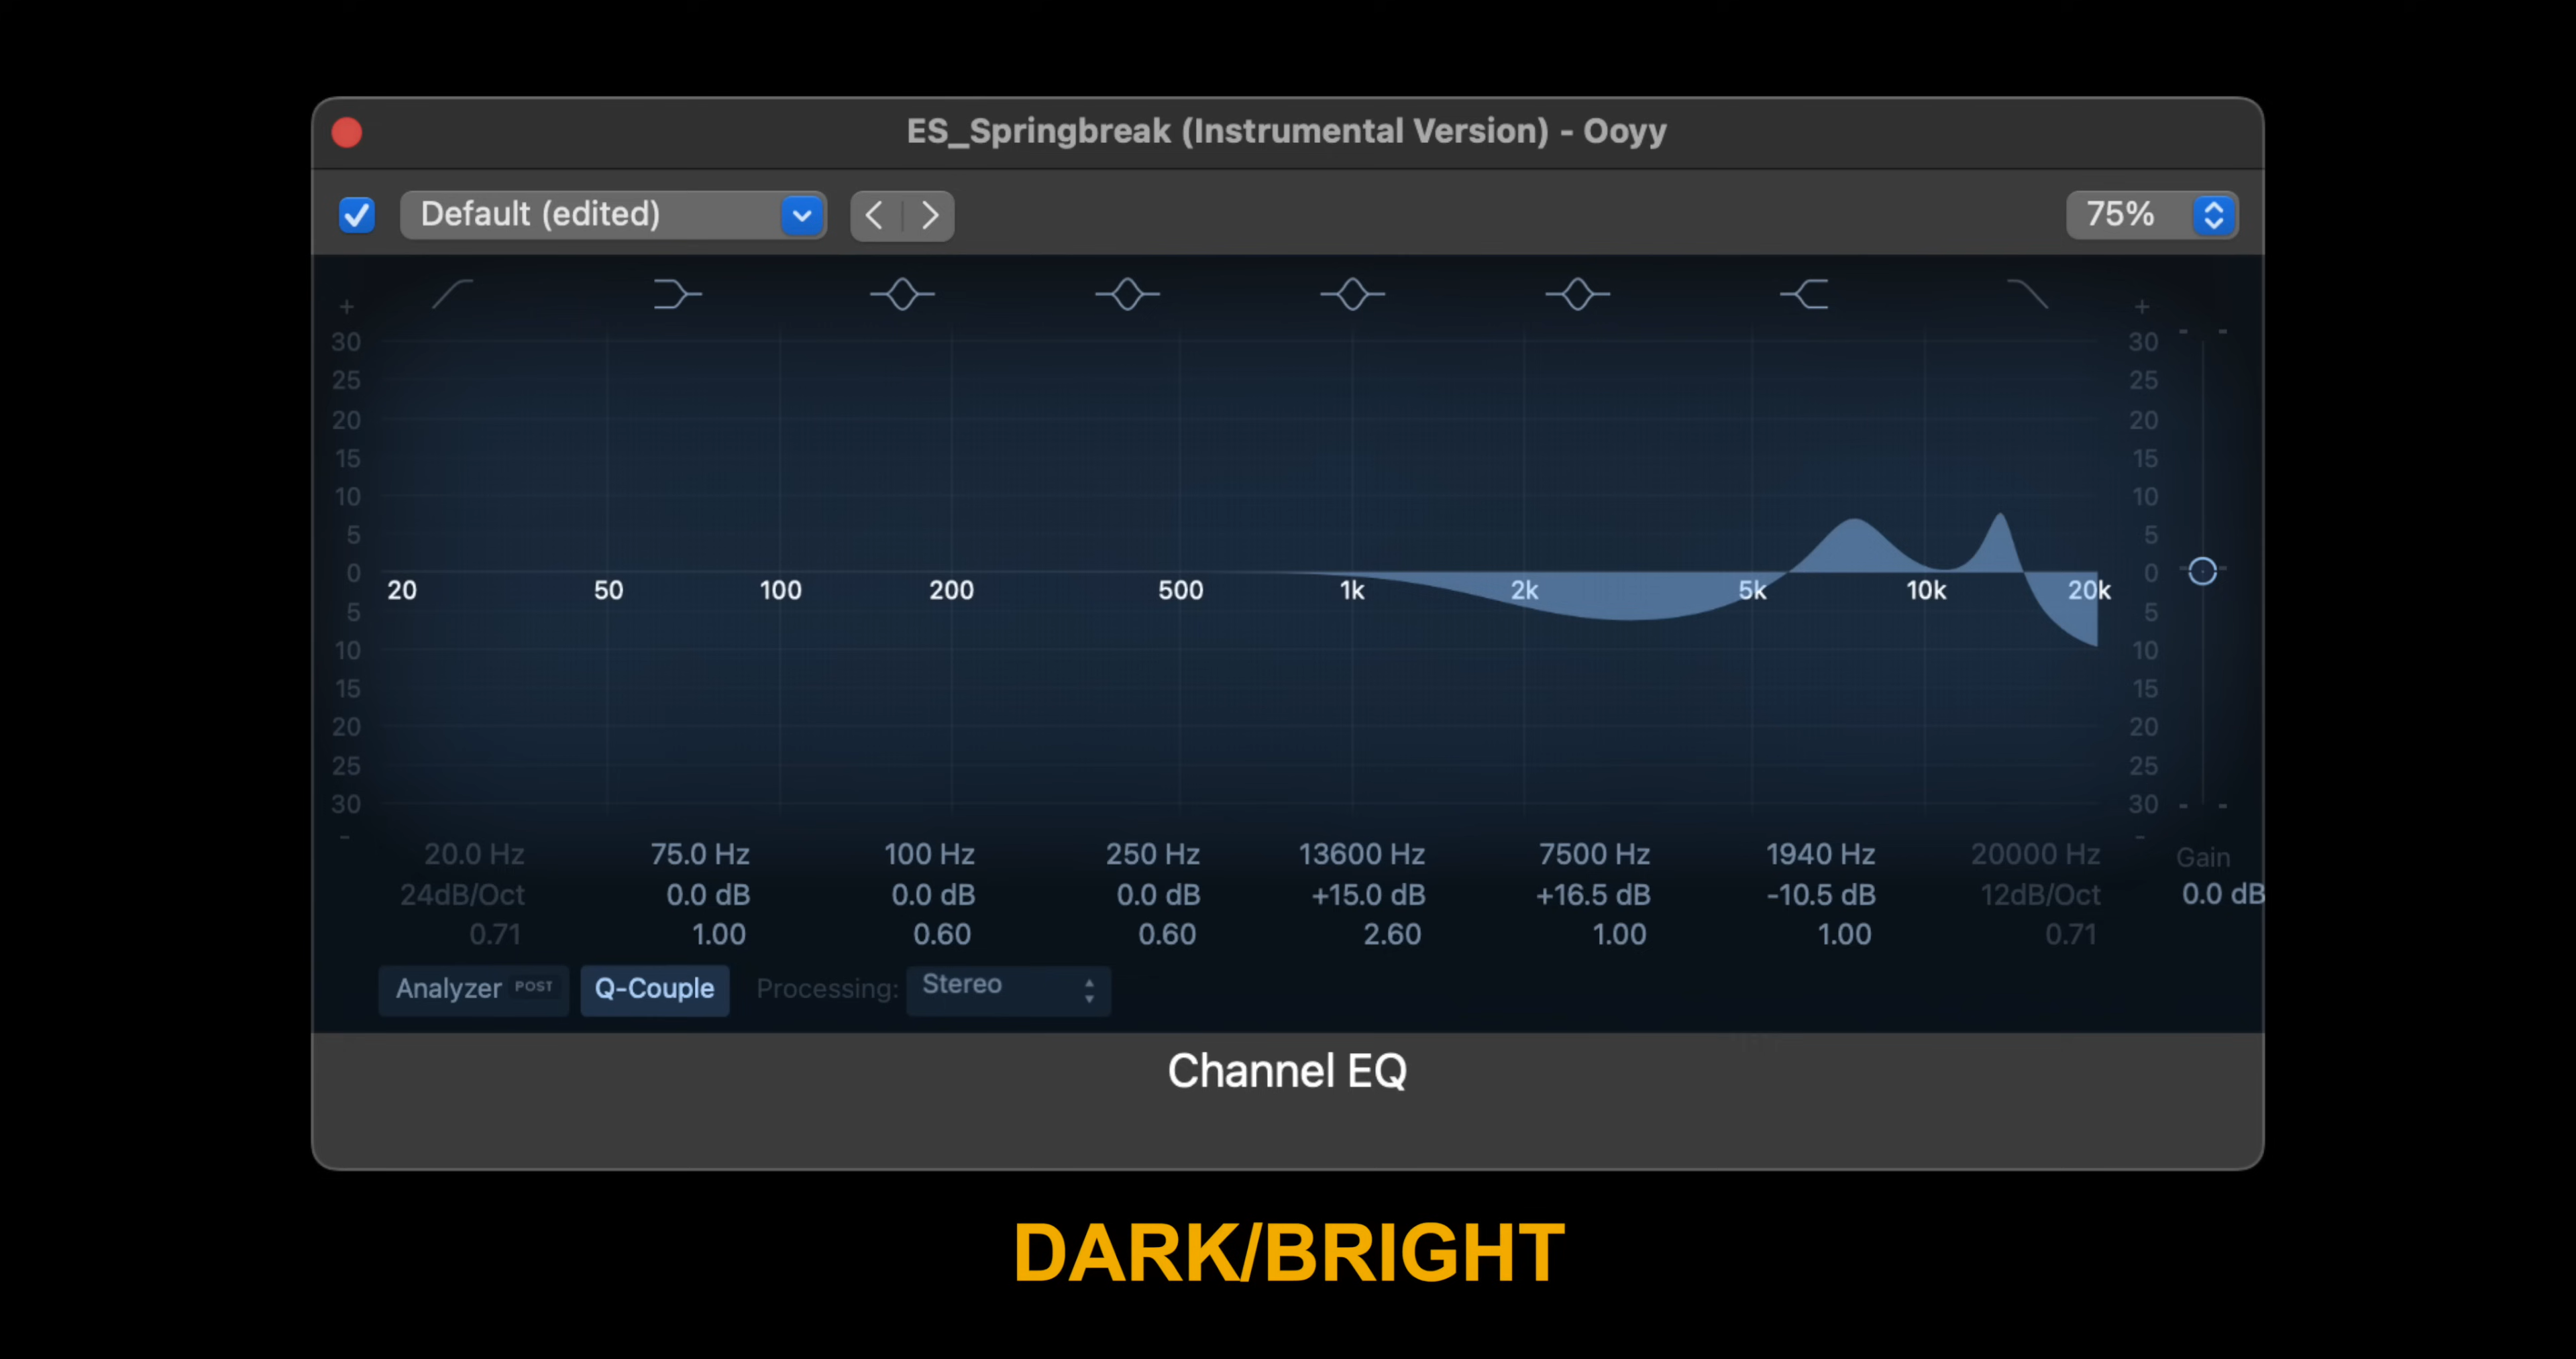 ES_Springbreak (Instrumental Version) - Ooyy
Default (edited) 75%
+ +
30 30
25 25
20 20
15 15
10 10
5 5
0 0
20 50 100 200 500 1k 2k 5k 10k 20k
5 5
10 10
15 15
20 20
25 25
30 30
- -
20.0 Hz 75.0 Hz 100 Hz 250 Hz 13600 Hz 7500 Hz 1940 Hz 20000 Hz Gain
24dB/Oct 0.0 dB 0.0 dB 0.0 dB +15.0 dB +16.5 dB -10.5 dB 12dB/Oct 0.0 dB
0.71 1.00 0.60 0.60 2.60 1.00 1.00 0.71
Analyzer POST Q-Couple Processing: Stereo
Channel EQ
DARK/BRIGHT